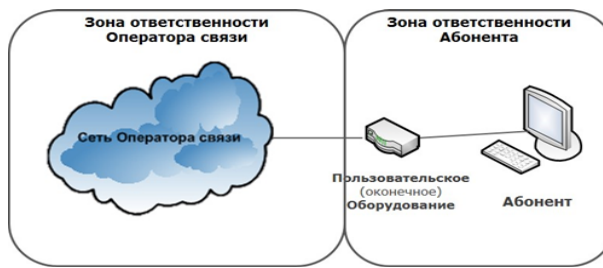 Зона ответственности
Оператора связи
Зона ответственности
Абонента
Сеть Оператора связи
Пользовательское
(оконечное)
Оборудование
Абонент